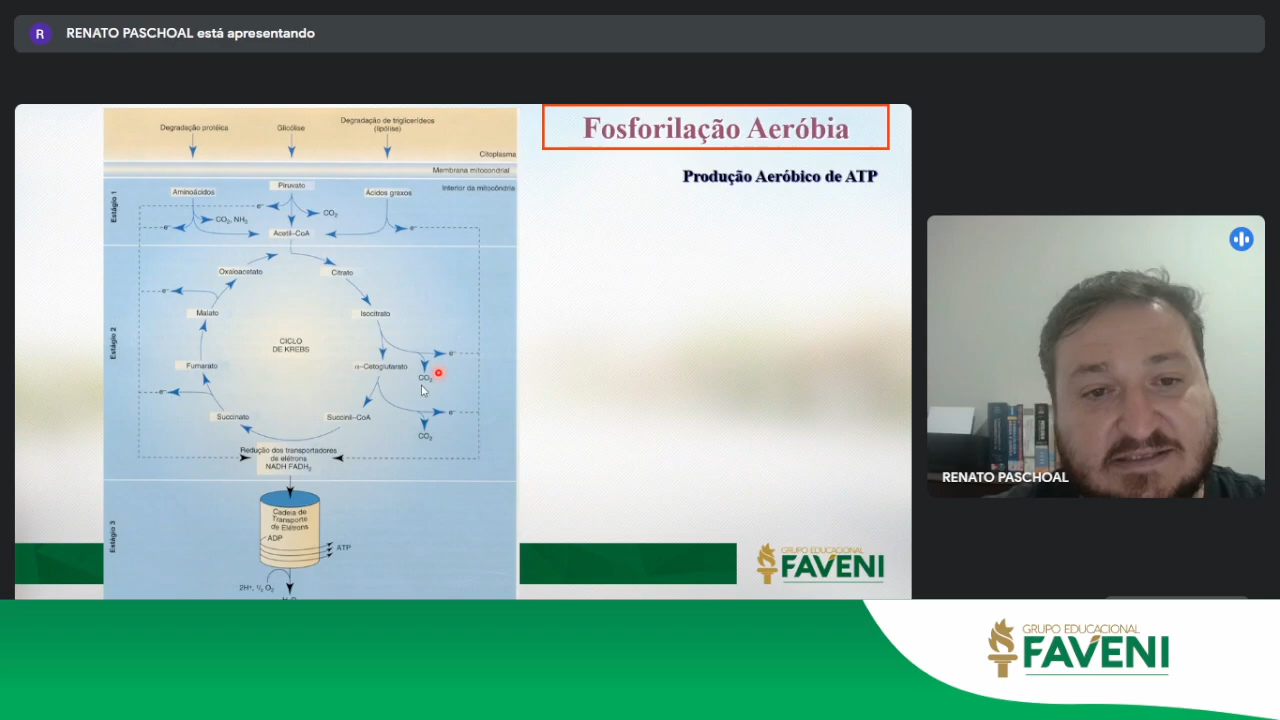 R
RENATO PASCHOAL está apresentando
Fosforilação Aeróbia
Produção Aeróbico de ATP
Degradação protéica
Glicólise
Degradação de triglicerídeos
(lipólise)
Citoplasma
Membrana mitocondrial
Interior da mitocôndria
Estágio 1
Aminoácidos
Piruvato
Ácidos graxos
e⁻
CO₂
CO₂, NH₃
e⁻
e⁻
Acetil–CoA
Oxaloacetato
Citrato
e⁻
Malato
Isocitrato
Estágio 2
CICLO
DE KREBS
e⁻
Fumarato
α–Cetoglutarato
CO₂
e⁻
Succinato
Succinil–CoA
e⁻
CO₂
Redução dos transportadores
de elétrons
NADH FADH₂
Estágio 3
Cadeia de
Transporte
de Elétrons
ADP
ATP
2H⁺, ½ O₂
GRUPO EDUCACIONAL
FAVENI
RENATO PASCHOAL
GRUPO EDUCACIONAL
FAVENI